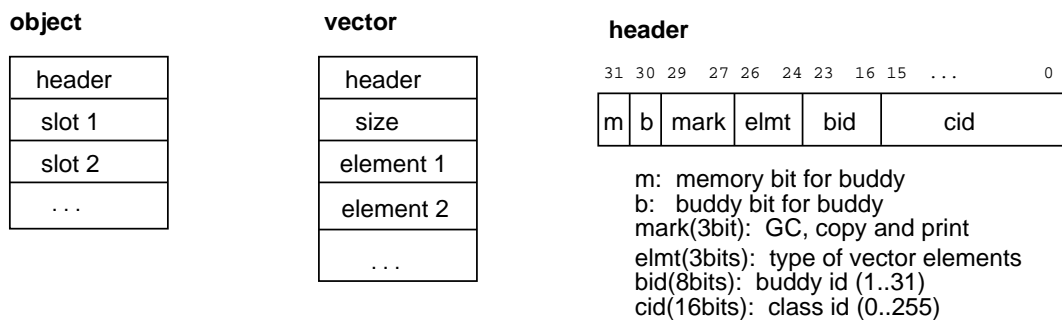 object
header
slot 1
slot 2
. . .
vector
header
size
element 1
element 2
. . .
header
31 30 29 27 26 24 23 16 15 ... 0
m b mark elmt bid cid
m: memory bit for buddy
b: buddy bit for buddy
mark(3bit): GC, copy and print
elmt(3bits): type of vector elements
bid(8bits): buddy id (1..31)
cid(16bits): class id (0..255)